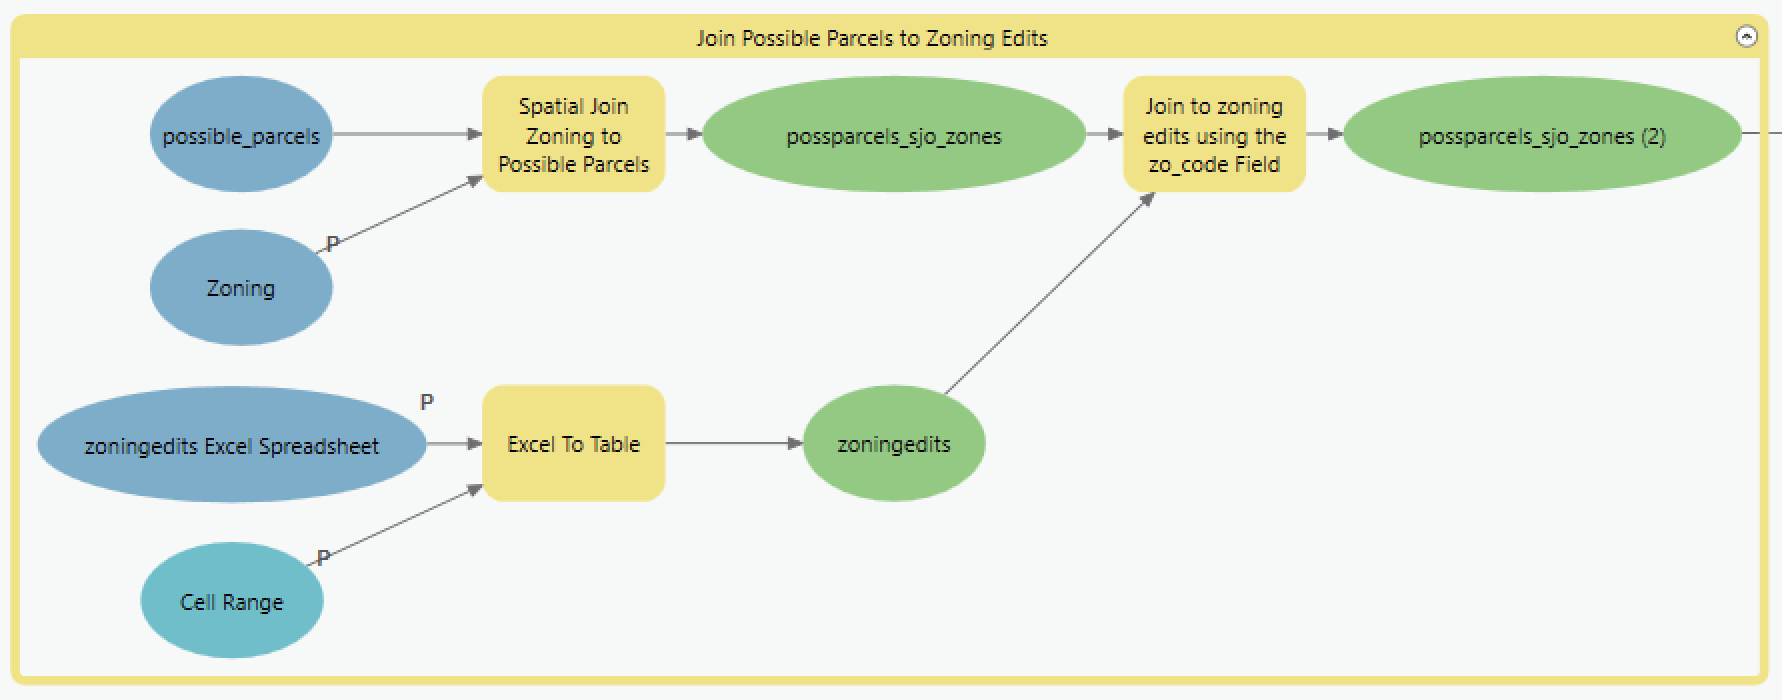 Join Possible Parcels to Zoning Edits
possible_parcels
Spatial Join
Zoning to
Possible Parcels
possparcels_sjo_zones
Join to zoning
edits using the
zo_code Field
possparcels_sjo_zones (2)
P
Zoning
P
zoningedits Excel Spreadsheet
Excel To Table
zoningedits
P
Cell Range